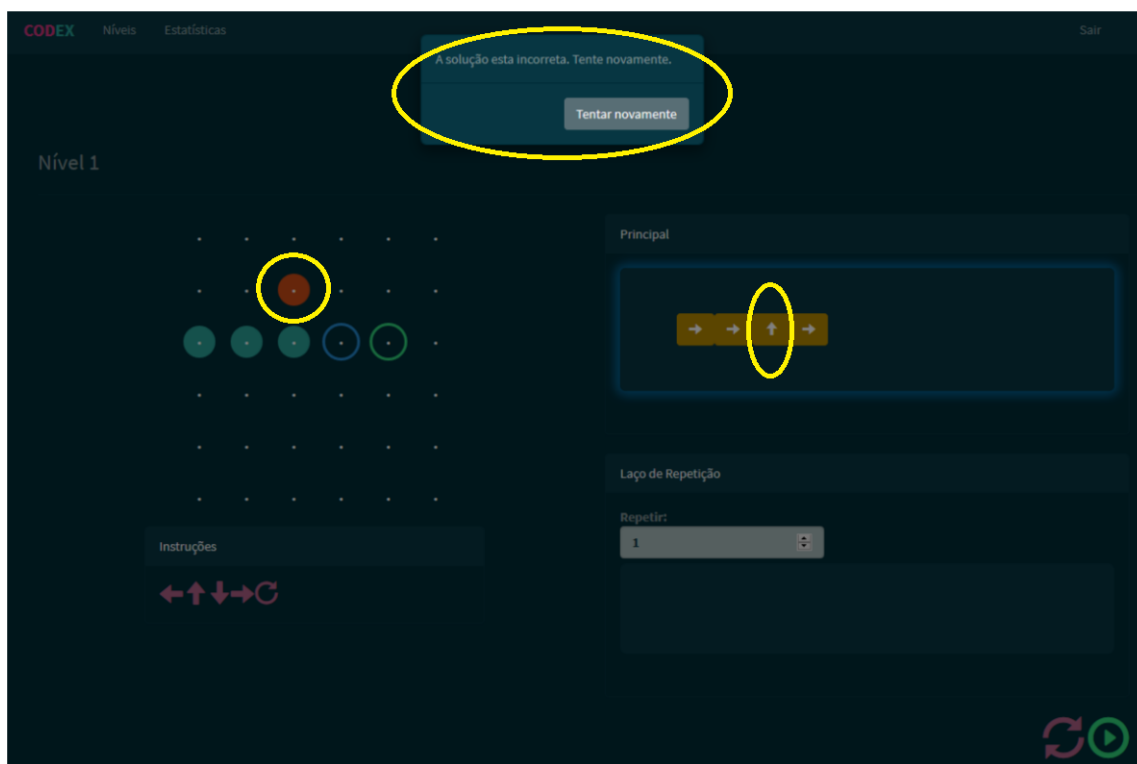 CODEX Níveis Estatísticas Sair
A solução esta incorreta. Tente novamente.
Tentar novamente
Nível 1
Principal
Laço de Repetição
Repetir:
1
Instruções